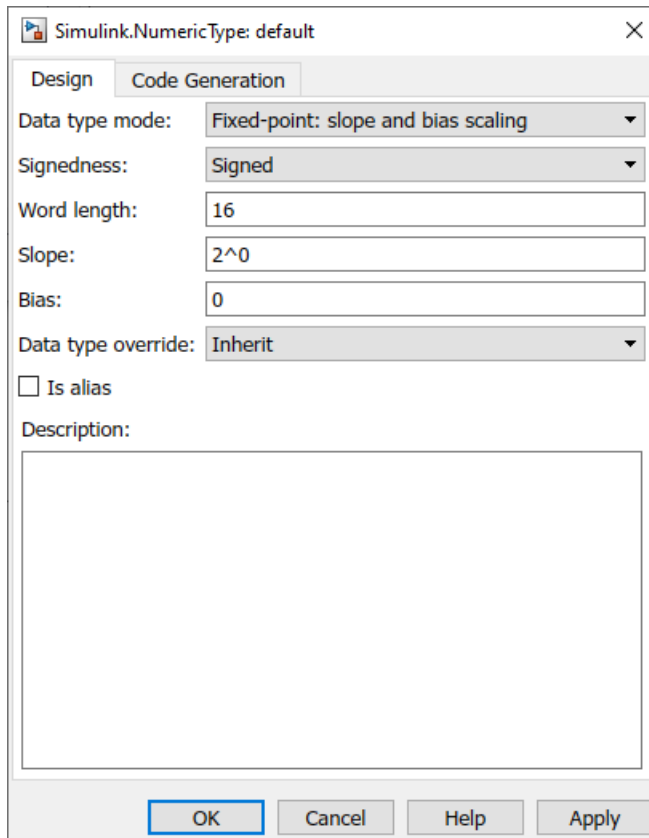 Simulink.NumericType: default
Design Code Generation
Data type mode: Fixed-point: slope and bias scaling
Signedness: Signed
Word length: 16
Slope: 2^0
Bias: 0
Data type override: Inherit
Is alias
Description:
OK Cancel Help Apply